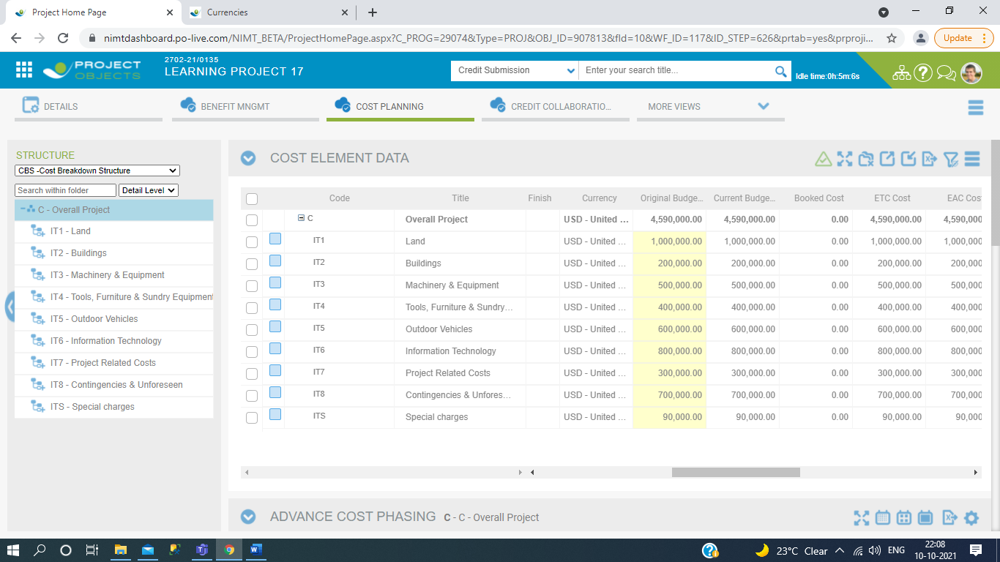 Project Home Page
Currencies
nimtdashboard.po-live.com/NIMT_BETA/ProjectHomePage.aspx?C_PROG=29074&Type=PROJ&OBJ_ID=907813&fId=10&WF_ID=117&ID_STEP=626&prtab=yes&prproji...
Update
PROJECT OBJECTS
2702-21/0135
LEARNING PROJECT 17
Credit Submission
Enter your search title...
Idle time:0h:5m:6s
DETAILS
BENEFIT MNGMT
COST PLANNING
CREDIT COLLABORATIO...
MORE VIEWS
STRUCTURE
CBS -Cost Breakdown Structure
Search within folder Detail Level
C - Overall Project
IT1 - Land
IT2 - Buildings
IT3 - Machinery & Equipment
IT4 - Tools, Furniture & Sundry Equipment
IT5 - Outdoor Vehicles
IT6 - Information Technology
IT7 - Project Related Costs
IT8 - Contingencies & Unforeseen
ITS - Special charges
COST ELEMENT DATA
Code Title Finish Currency Original Budge... Current Budge... Booked Cost ETC Cost EAC Cos
C Overall Project USD - United ... 4,590,000.00 4,590,000.00 0.00 4,590,000.00 4,590,000
IT1 Land USD - United ... 1,000,000.00 1,000,000.00 0.00 1,000,000.00 1,000,000
IT2 Buildings USD - United ... 200,000.00 200,000.00 0.00 200,000.00 200,000
IT3 Machinery & Equipment USD - United ... 500,000.00 500,000.00 0.00 500,000.00 500,000
IT4 Tools, Furniture & Sundry... USD - United ... 400,000.00 400,000.00 0.00 400,000.00 400,000
IT5 Outdoor Vehicles USD - United ... 600,000.00 600,000.00 0.00 600,000.00 600,000
IT6 Information Technology USD - United ... 800,000.00 800,000.00 0.00 800,000.00 800,000
IT7 Project Related Costs USD - United ... 300,000.00 300,000.00 0.00 300,000.00 300,000
IT8 Contingencies & Unfores... USD - United ... 700,000.00 700,000.00 0.00 700,000.00 700,000
ITS Special charges USD - United ... 90,000.00 90,000.00 0.00 90,000.00 90,000
ADVANCE COST PHASING C - C - Overall Project
23°C Clear ENG 22:08
10-10-2021